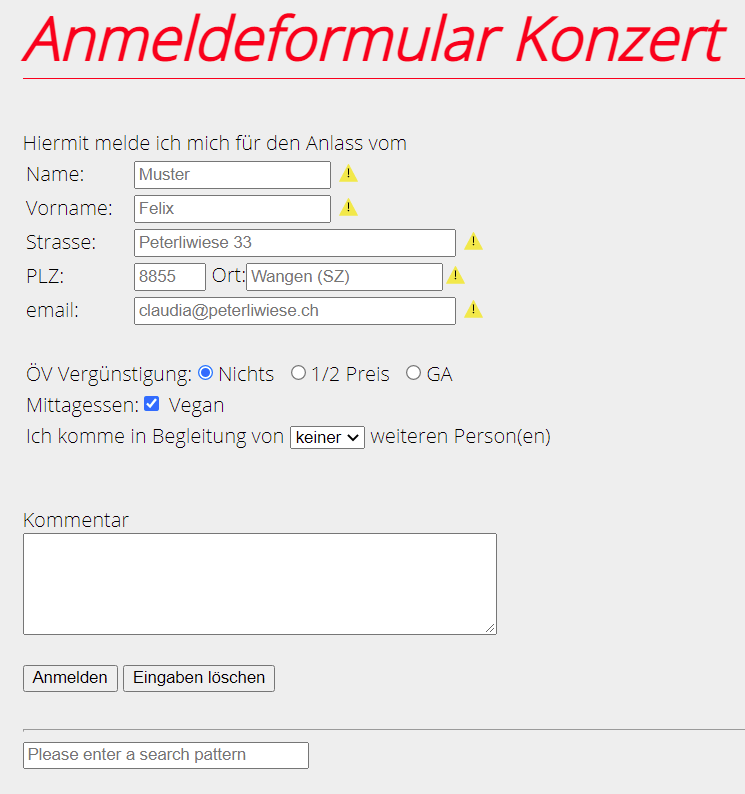 Anmeldeformular Konzert
Hiermit melde ich mich für den Anlass vom
Name: Muster
Vorname: Felix
Strasse: Peterliwiese 33
PLZ: 8855 Ort: Wangen (SZ)
email: claudia@peterliwiese.ch
ÖV Vergünstigung: Nichts 1/2 Preis GA
Mittagessen: Vegan
Ich komme in Begleitung von keiner weiteren Person(en)
Kommentar
Anmelden Eingaben löschen
Please enter a search pattern